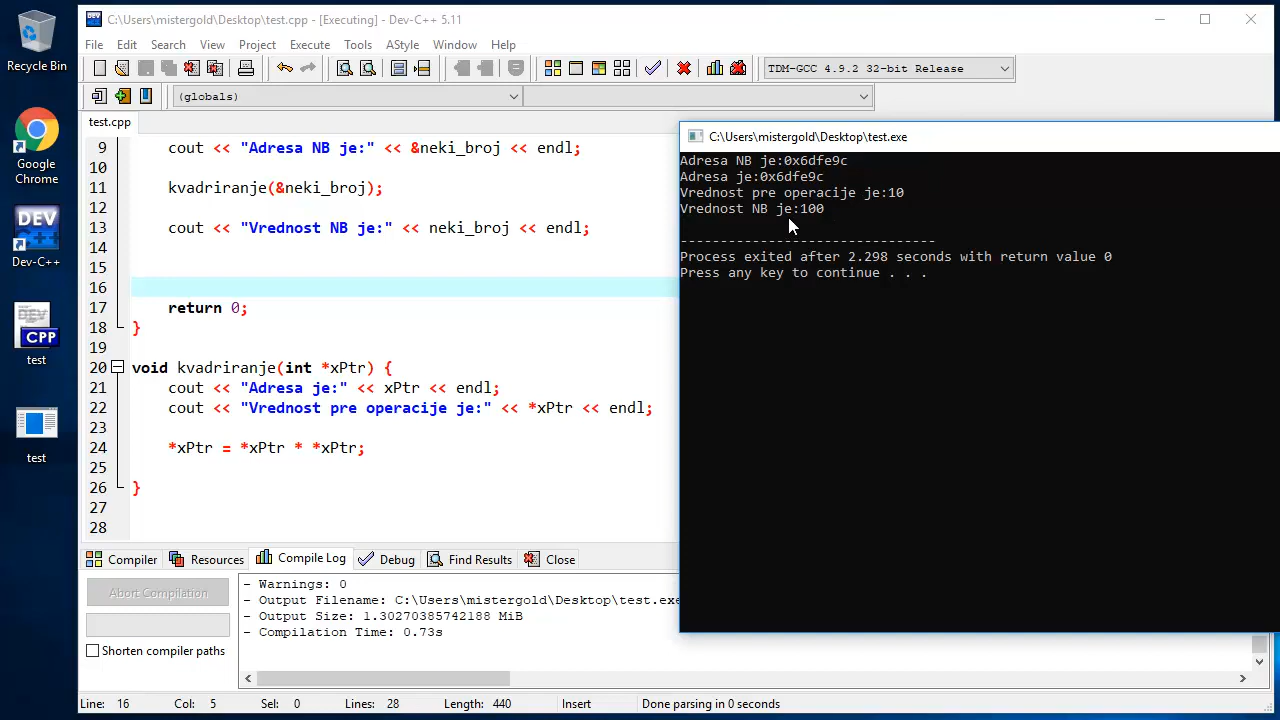 Recycle Bin
Google
Chrome
DEV
Dev-C++
DEV
CPP
test
test
DEV
C:\Users\mistergold\Desktop\test.cpp - [Executing] - Dev-C++ 5.11
File Edit Search View Project Execute Tools AStyle Window Help
TDM-GCC 4.9.2 32-bit Release
(globals)
test.cpp
9 cout << "Adresa NB je:" << &neki_broj << endl;
10
11 kvadriranje(&neki_broj);
12
13 cout << "Vrednost NB je:" << neki_broj << endl;
14
15
16
17 return 0;
18 }
19
20 void kvadriranje(int *xPtr) {
21 cout << "Adresa je:" << xPtr << endl;
22 cout << "Vrednost pre operacije je:" << *xPtr << endl;
23
24 *xPtr = *xPtr * *xPtr;
25
26 }
27
28
C:\Users\mistergold\Desktop\test.exe
Adresa NB je:0x6dfe9c
Adresa je:0x6dfe9c
Vrednost pre operacije je:10
Vrednost NB je:100
--------------------------------
Process exited after 2.298 seconds with return value 0
Press any key to continue . . .
Compiler Resources Compile Log Debug Find Results Close
Abort Compilation
Shorten compiler paths
- Warnings: 0
- Output Filename: C:\Users\mistergold\Desktop\test.exe
- Output Size: 1.30270385742188 MiB
- Compilation Time: 0.73s
Line: 16 Col: 5 Sel: 0 Lines: 28 Length: 440 Insert Done parsing in 0 seconds